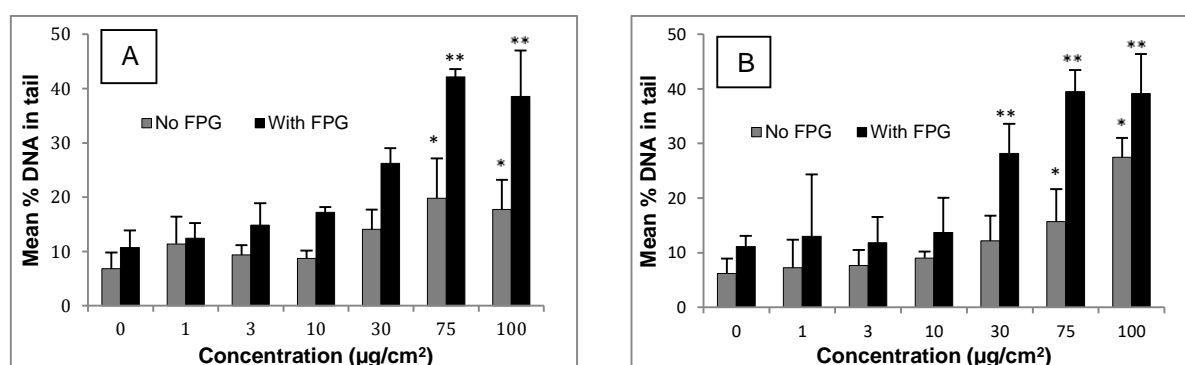 A
Mean % DNA in tail
50
40
30
20
10
0
No FPG With FPG
** **
* *
0 1 3 10 30 75 100
Concentration (µg/cm²)
B
Mean % DNA in tail
50
40
30
20
10
0
No FPG With FPG
** ** **
* *
0 1 3 10 30 75 100
Concentration (µg/cm²)